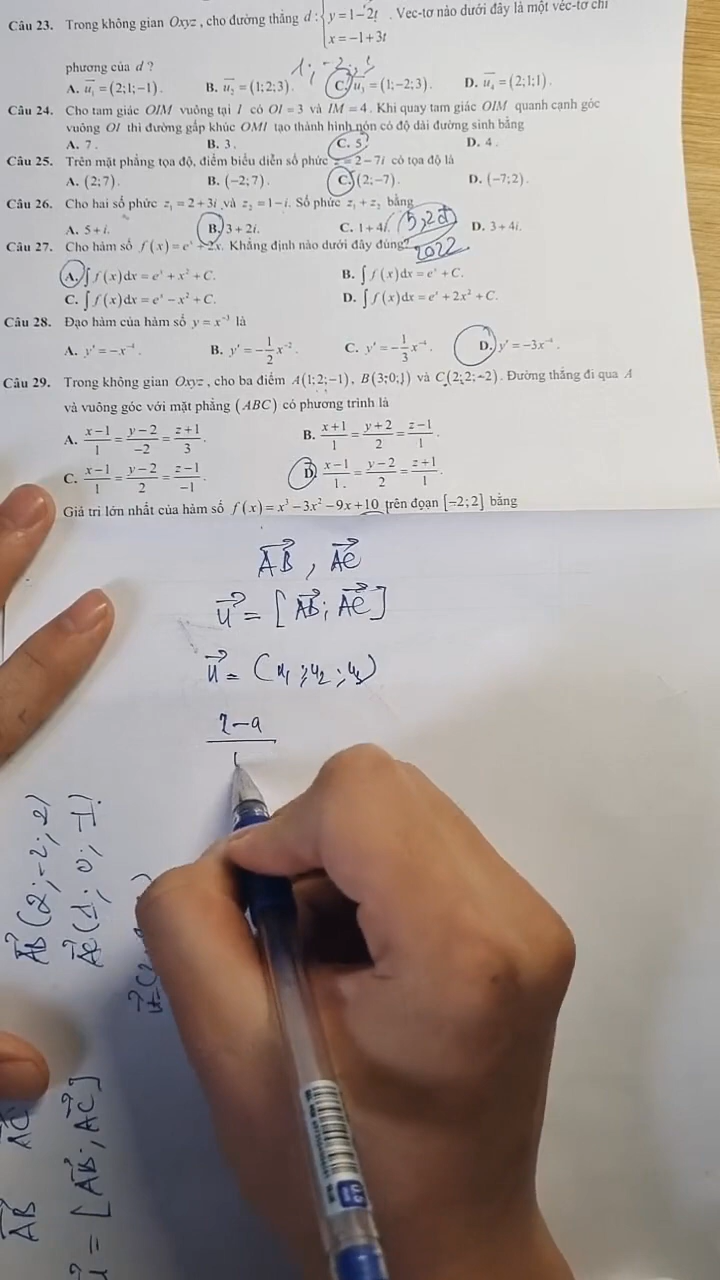 Câu 23. Trong không gian Oxyz, cho đường thẳng d: { y = 1 − 2t . Vec-tơ nào dưới đây là một véc-tơ chỉ
x = −1 + 3t
phương của d ?
A. u₁ = (2;1;−1). B. u₂ = (1;2;3). C. u₃ = (1;−2;3). D. u₄ = (2;1;1).
Câu 24. Cho tam giác OIM vuông tại I có OI = 3 và IM = 4. Khi quay tam giác OIM quanh cạnh góc
vuông OI thì đường gấp khúc OMI tạo thành hình nón có độ dài đường sinh bằng
A. 7. B. 3. C. 5. D. 4.
Câu 25. Trên mặt phẳng tọa độ, điểm biểu diễn số phức z = 2 − 7i có tọa độ là
A. (2;7). B. (−2;7). C. (2;−7). D. (−7;2).
Câu 26. Cho hai số phức z₁ = 2 + 3i và z₂ = 1 − i. Số phức z₁ + z₂ bằng
A. 5 + i. B. 3 + 2i. C. 1 + 4i. D. 3 + 4i.
2022
Câu 27. Cho hàm số f(x) = eˣ + 2x. Khẳng định nào dưới đây đúng?
A. ∫ f(x)dx = eˣ + x² + C. B. ∫ f(x)dx = eˣ + C.
C. ∫ f(x)dx = eˣ − x² + C. D. ∫ f(x)dx = eˣ + 2x² + C.
Câu 28. Đạo hàm của hàm số y = x⁻³ là
A. y' = −x⁻⁴. B. y' = −1/2 x⁻². C. y' = −1/3 x⁻⁴. D. y' = −3x⁻⁴.
Câu 29. Trong không gian Oxyz, cho ba điểm A(1;2;−1), B(3;0;1) và C(2;2;−2). Đường thẳng đi qua A
và vuông góc với mặt phẳng (ABC) có phương trình là
A. (x−1)/1 = (y−2)/−2 = (z+1)/3. B. (x+1)/1 = (y+2)/2 = (z−1)/1.
C. (x−1)/1 = (y−2)/2 = (z−1)/−1. D. (x−1)/1 = (y−2)/2 = (z+1)/1.
Giá trị lớn nhất của hàm số f(x) = x³ − 3x² − 9x + 10 trên đoạn [−2;2] bằng
AB, AC
u = [AB; AC]
u = (u₁; u₂; u₃)
AB (2; −2; 2)
AC (1; 0; −1)
AB AC
u = [AB; AC]